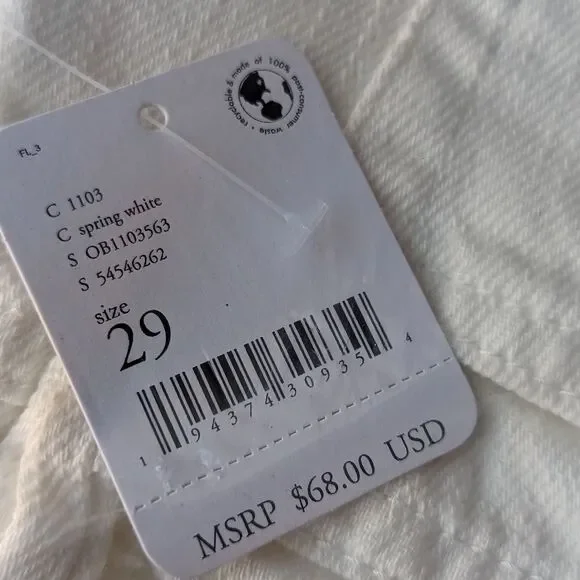 recyclable & made of 100% post-consumer waste •
FL_3
C 1103
C spring white
S OB1103563
S 54546262
size
29
1 94374 30935 4
MSRP $68.00 USD